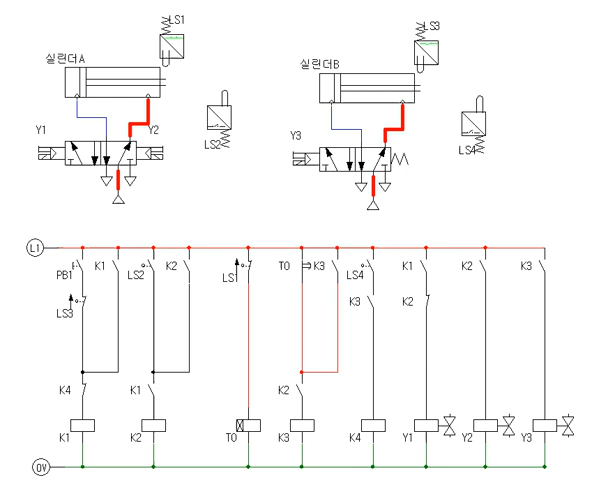 LS1
LS3
실린더A
실린더B
Y1
Y2
LS2
Y3
LS4
L1
PB1
K1
LS2
K2
LS1
T0
K3
LS4
K1
K2
K3
LS3
K3
K2
K4
K1
K2
K1
K2
T0
K3
K4
Y1
Y2
Y3
0V